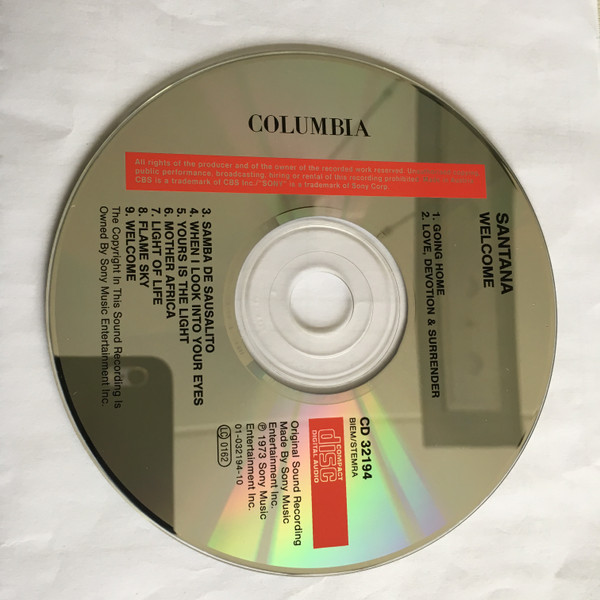 COLUMBIA
All rights of the producer and of the owner of the recorded work reserved.
public performance, broadcasting, hiring or rental of this recording prohibited.
CBS is a trademark of CBS Inc./"SONY" is a trademark of Sony Corp.
SANTANA
WELCOME
1. GOING HOME
2. LOVE, DEVOTION & SURRENDER
3. SAMBA DE SAUSALITO
4. WHEN I LOOK INTO YOUR EYES
5. YOURS IS THE LIGHT
6. MOTHER AFRICA
7. LIGHT OF LIFE
8. FLAME SKY
9. WELCOME
The Copyright In This Sound Recording Is
Owned By Sony Music Entertainment Inc.
CD 32194
BIEM/STEMRA
COMPACT
disc
DIGITAL AUDIO
Original Sound Recording
Made By Sony Music
Entertainment Inc.
℗ 1973 Sony Music
Entertainment Inc.
01-032194-10
LC 0162